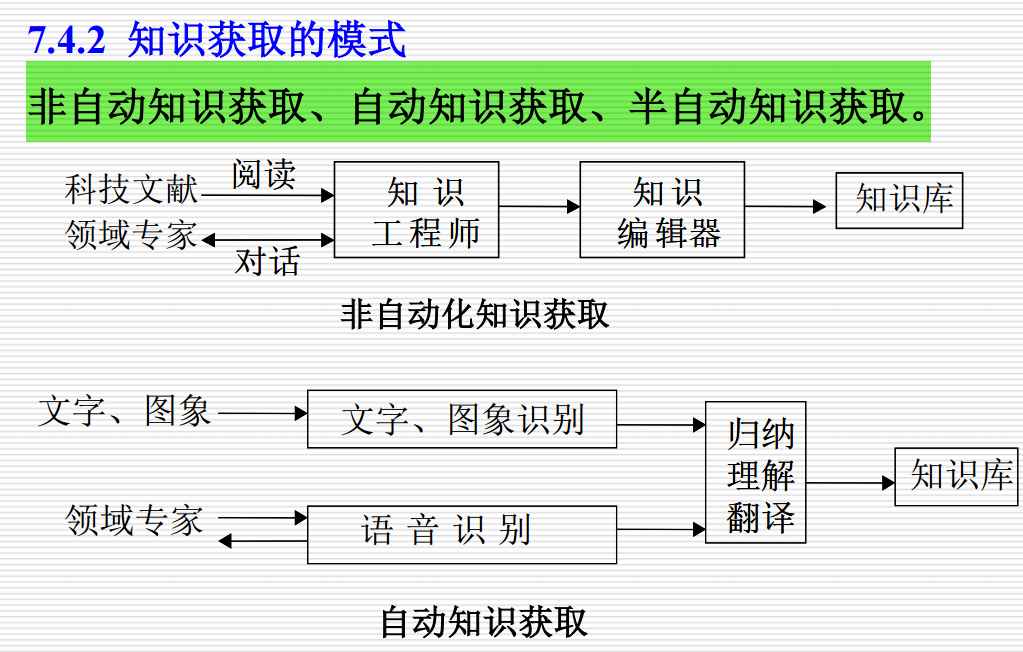 7.4.2 知识获取的模式
非自动知识获取、自动知识获取、半自动知识获取。
科技文献
阅读
领域专家
对话
知 识
工程师
知识
编辑器
知识库
非自动化知识获取
文字、图象
文字、图象识别
领域专家
语音识别
归纳
理解
翻译
知识库
自动知识获取